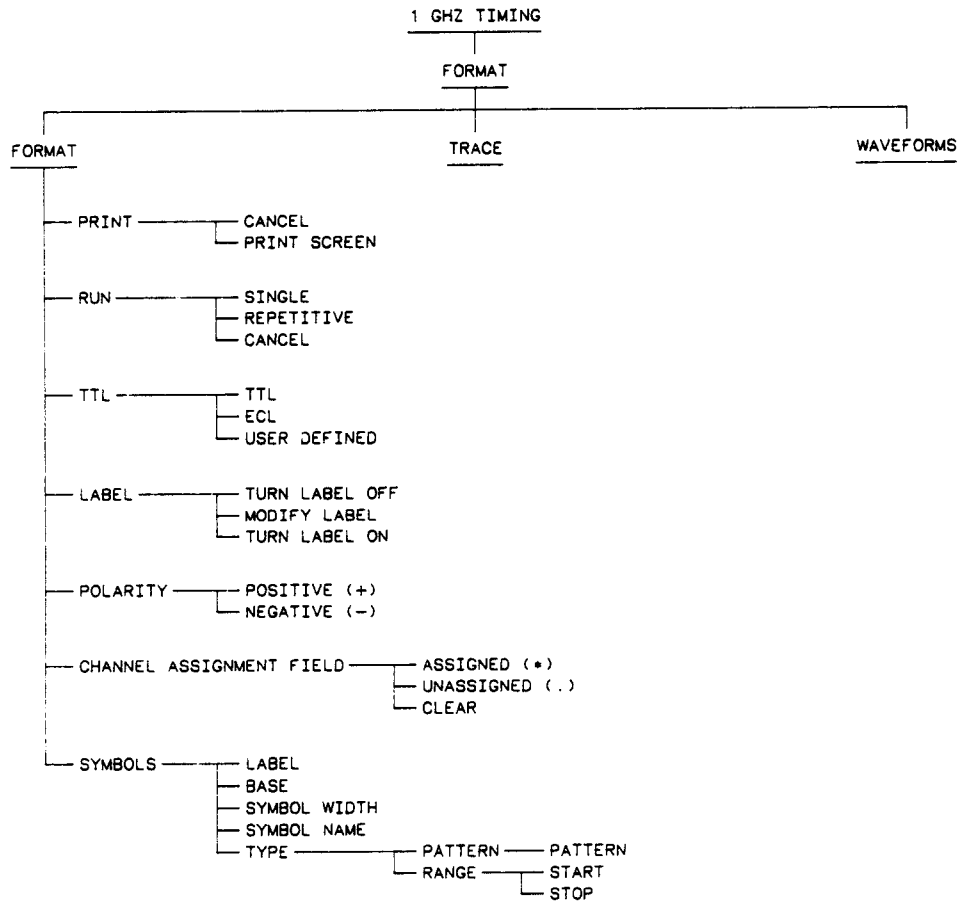 1 GHZ TIMING
FORMAT
FORMAT TRACE WAVEFORMS
PRINT CANCEL
PRINT SCREEN
RUN SINGLE
REPETITIVE
CANCEL
TTL TTL
ECL
USER DEFINED
LABEL TURN LABEL OFF
MODIFY LABEL
TURN LABEL ON
POLARITY POSITIVE (+)
NEGATIVE (-)
CHANNEL ASSIGNMENT FIELD ASSIGNED (*)
UNASSIGNED (.)
CLEAR
SYMBOLS LABEL
BASE
SYMBOL WIDTH
SYMBOL NAME
TYPE PATTERN PATTERN
RANGE START
STOP